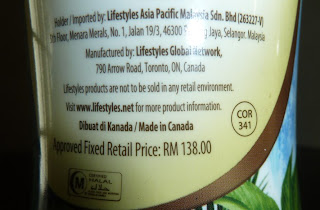 Holder / Imported by: Lifestyles Asia Pacific Malaysia Sdn. Bhd (263227-V)
Floor, Menara Merais, No. 1, Jalan 19/3, 46300 Jaya, Selangor. Malaysia
Manufactured by: Lifestyles Global Network,
790 Arrow Road, Toronto, ON, Canada
Lifestyles products are not to be sold in any retail environment.
Visit www.lifestyles.net for more product information.
Dibuat di Kanada / Made in Canada
COR
341
Approved Fixed Retail Price: RM 138.00
M
CERTIFIED
HALAL
حلال